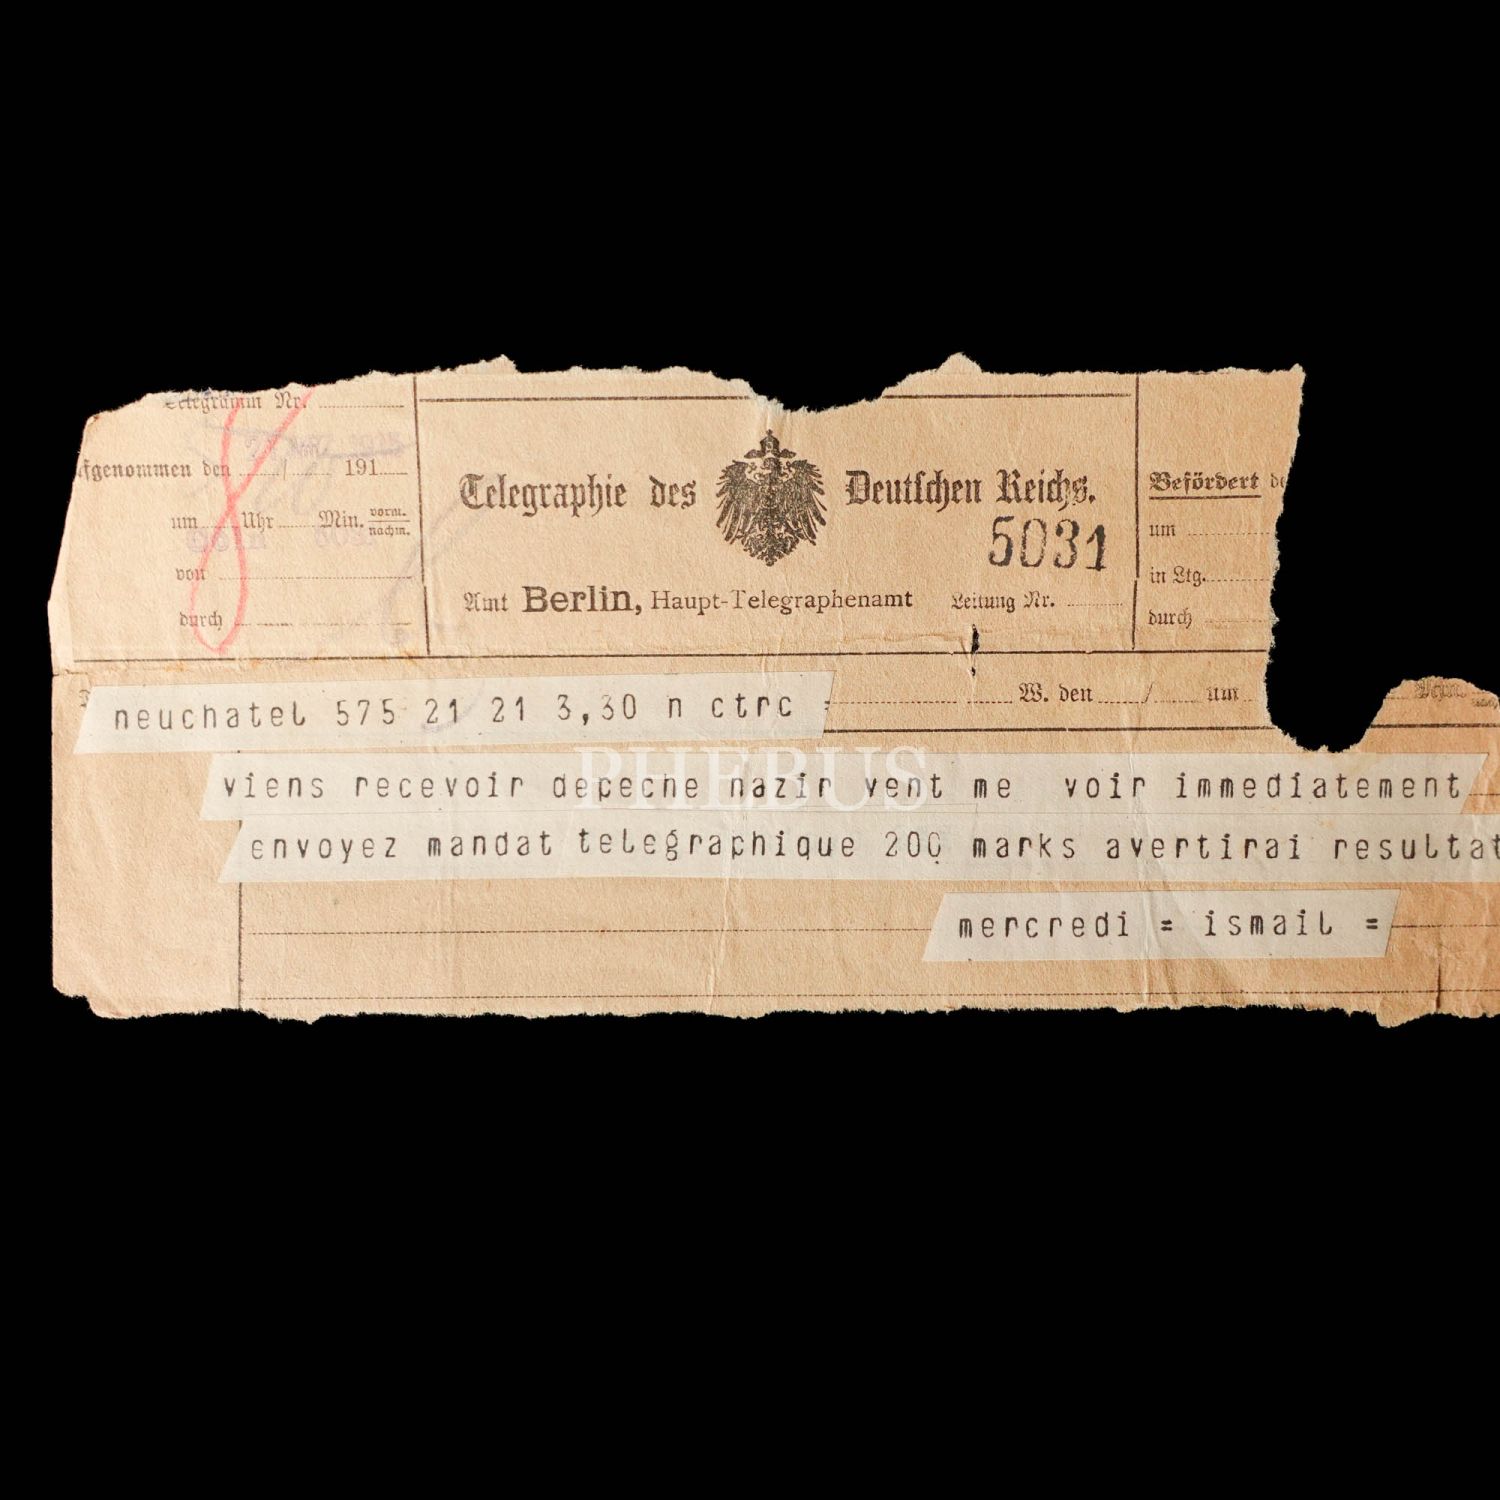 Telegramm Nr.
fgenommen den / 191
um Uhr Min. vorm. nachm.
von
durch
Telegraphie des Deutschen Reichs.
5031
Amt Berlin, Haupt-Telegraphenamt Leitung Nr.
Befördert de
um
in Ltg.
durch
W. den / um
neuchatel 575 21 21 3,30 n ctrc =
PHEBUS
viens recevoir depeche nazir vent me voir immediatement
envoyez mandat telegraphique 200 marks avertirai resultat
mercredi = ismail =